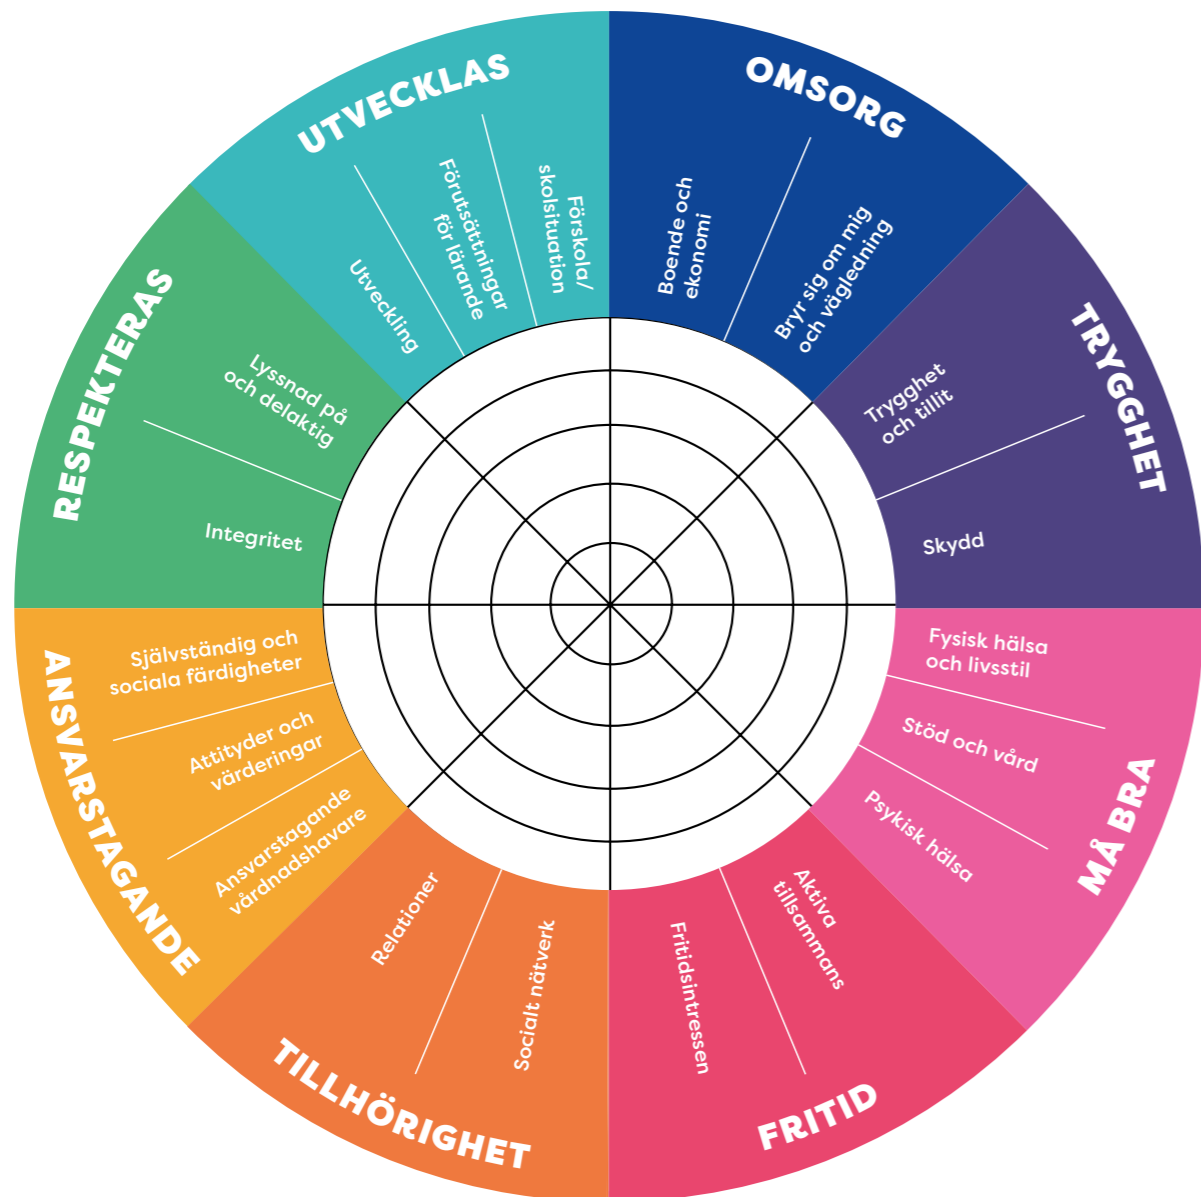 OMSORG
Boende och
ekonomi
Bryr sig om mig
och vägledning
TRYGGHET
Trygghet
och tillit
Skydd
MÅ BRA
Fysisk hälsa
och livsstil
Stöd och vård
Psykisk hälsa
FRITID
Aktiva
tillsammans
Fritidsintressen
TILLHÖRIGHET
Socialt nätverk
Relationer
ANSVARSTAGANDE
Ansvarstagande
vårdnadshavare
Attityder och
värderingar
Självständig och
sociala färdigheter
RESPEKTERAS
Integritet
Lyssnad på
och delaktig
UTVECKLAS
Utveckling
Förutsättningar
för lärande
Förskola/
skolsituation